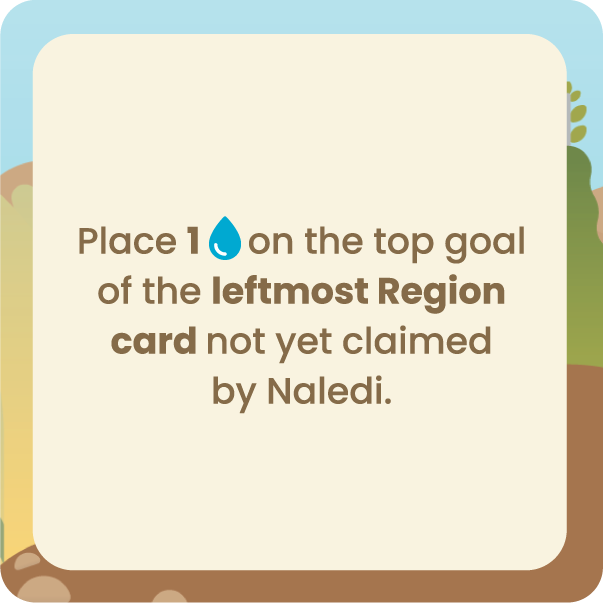 Place 1 on the top goal
of the leftmost Region
card not yet claimed
by Naledi.